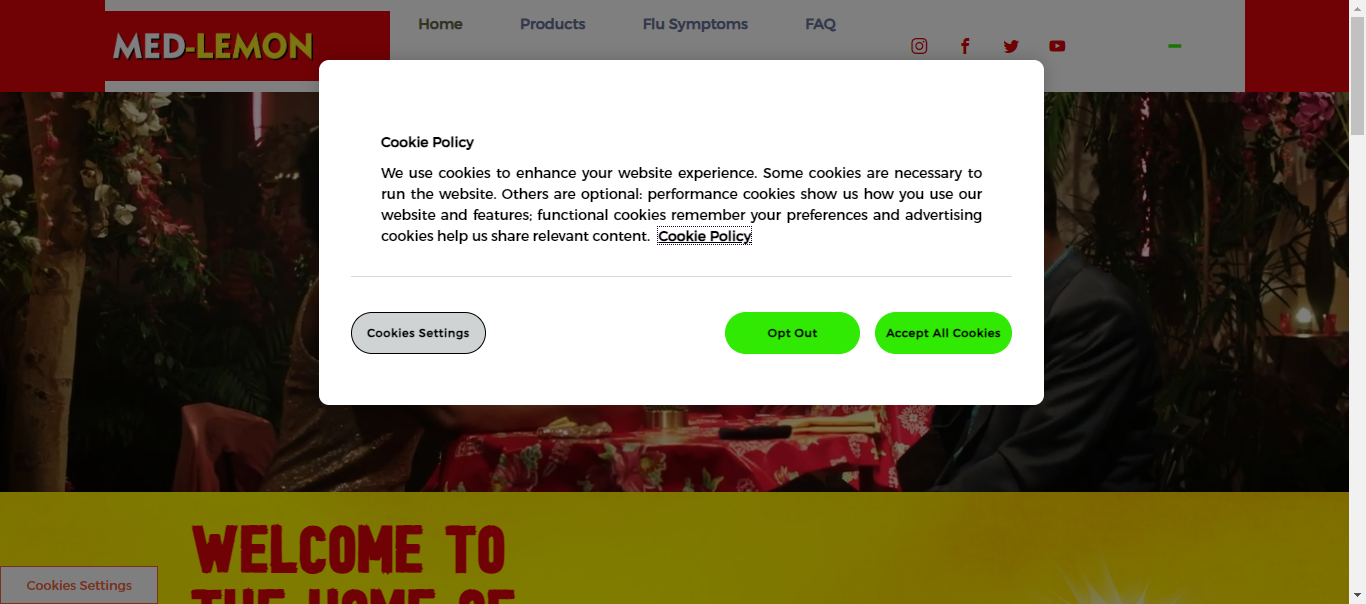 Home Products Flu Symptoms FAQ
MED-LEMON
Cookie Policy
We use cookies to enhance your website experience. Some cookies are necessary to
run the website. Others are optional: performance cookies show us how you use our
website and features; functional cookies remember your preferences and advertising
cookies help us share relevant content. Cookie Policy
Cookies Settings Opt Out Accept All Cookies
WELCOME TO
THE HOME OF
Cookies Settings